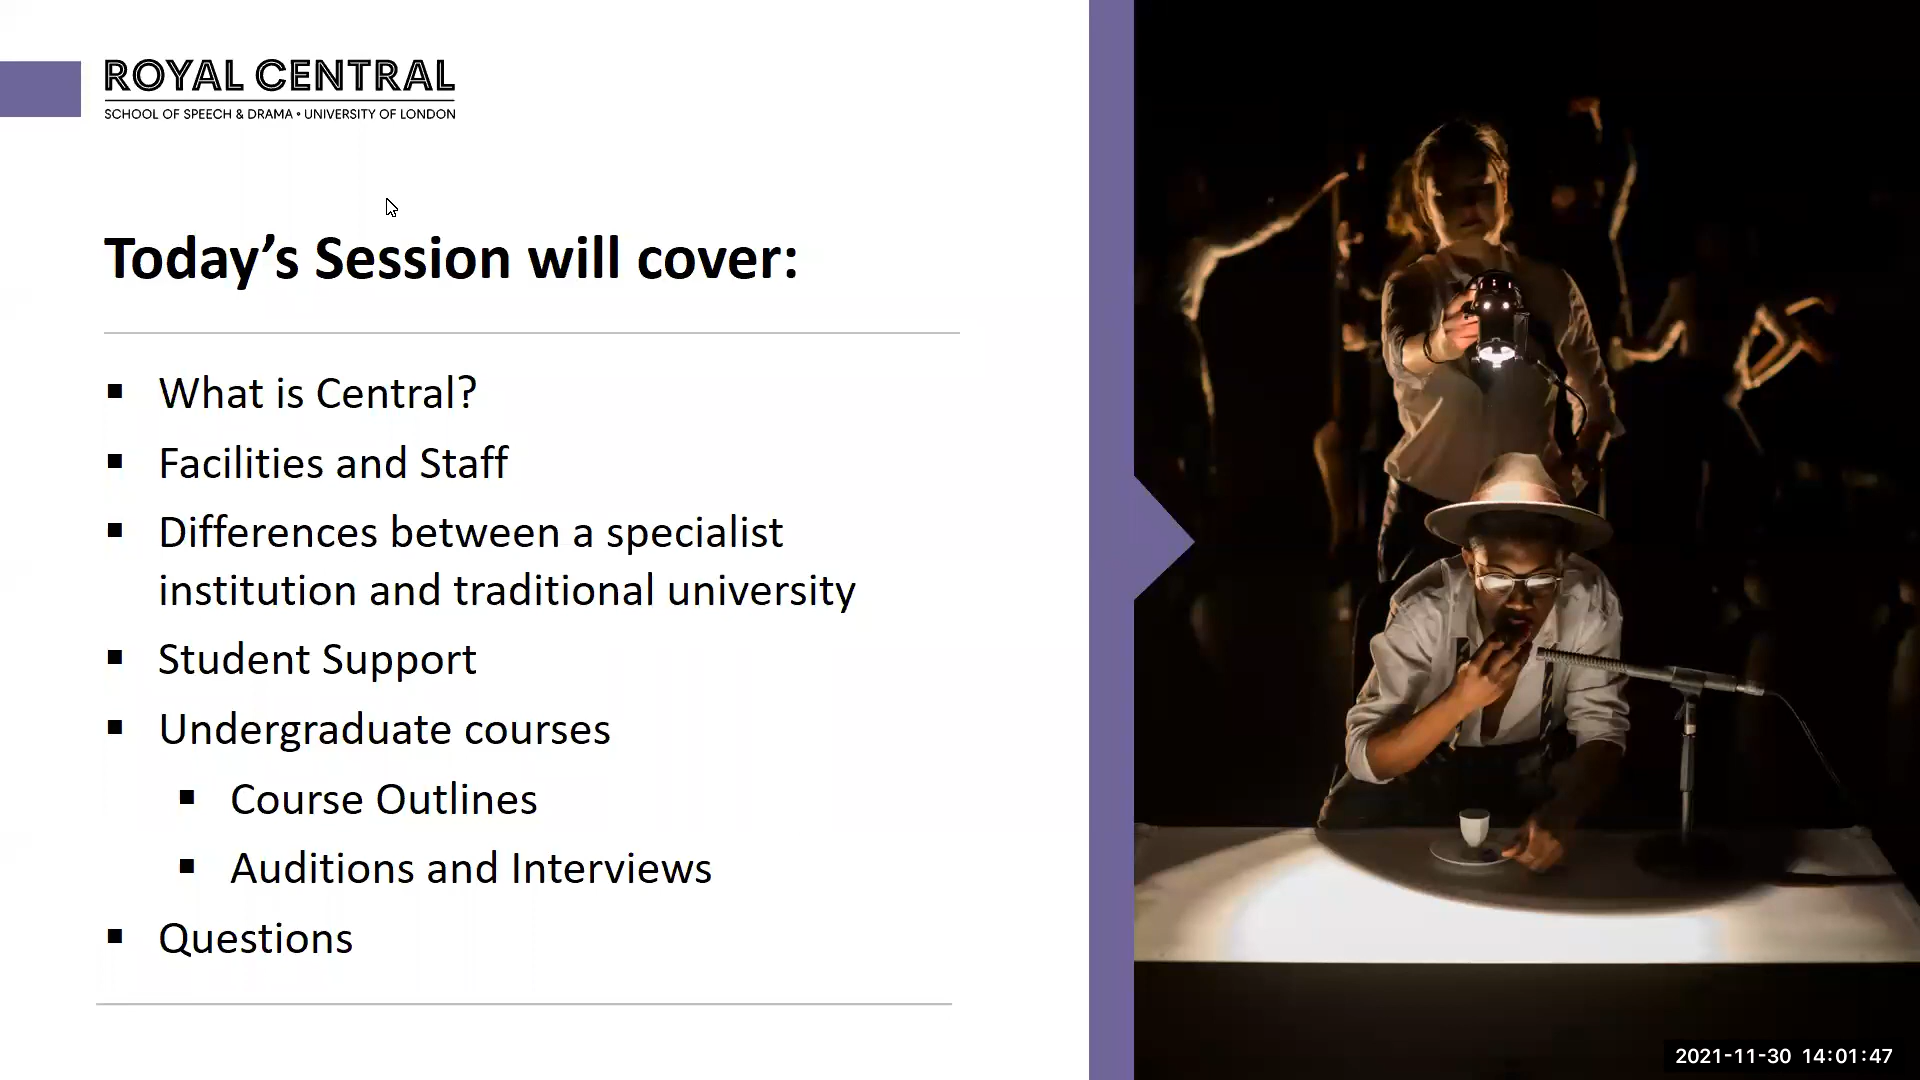 ROYAL CENTRAL
SCHOOL OF SPEECH & DRAMA • UNIVERSITY OF LONDON
Today’s Session will cover:
▪ What is Central?
▪ Facilities and Staff
▪ Differences between a specialist
institution and traditional university
▪ Student Support
▪ Undergraduate courses
▪ Course Outlines
▪ Auditions and Interviews
▪ Questions
2021-11-30 14:01:47